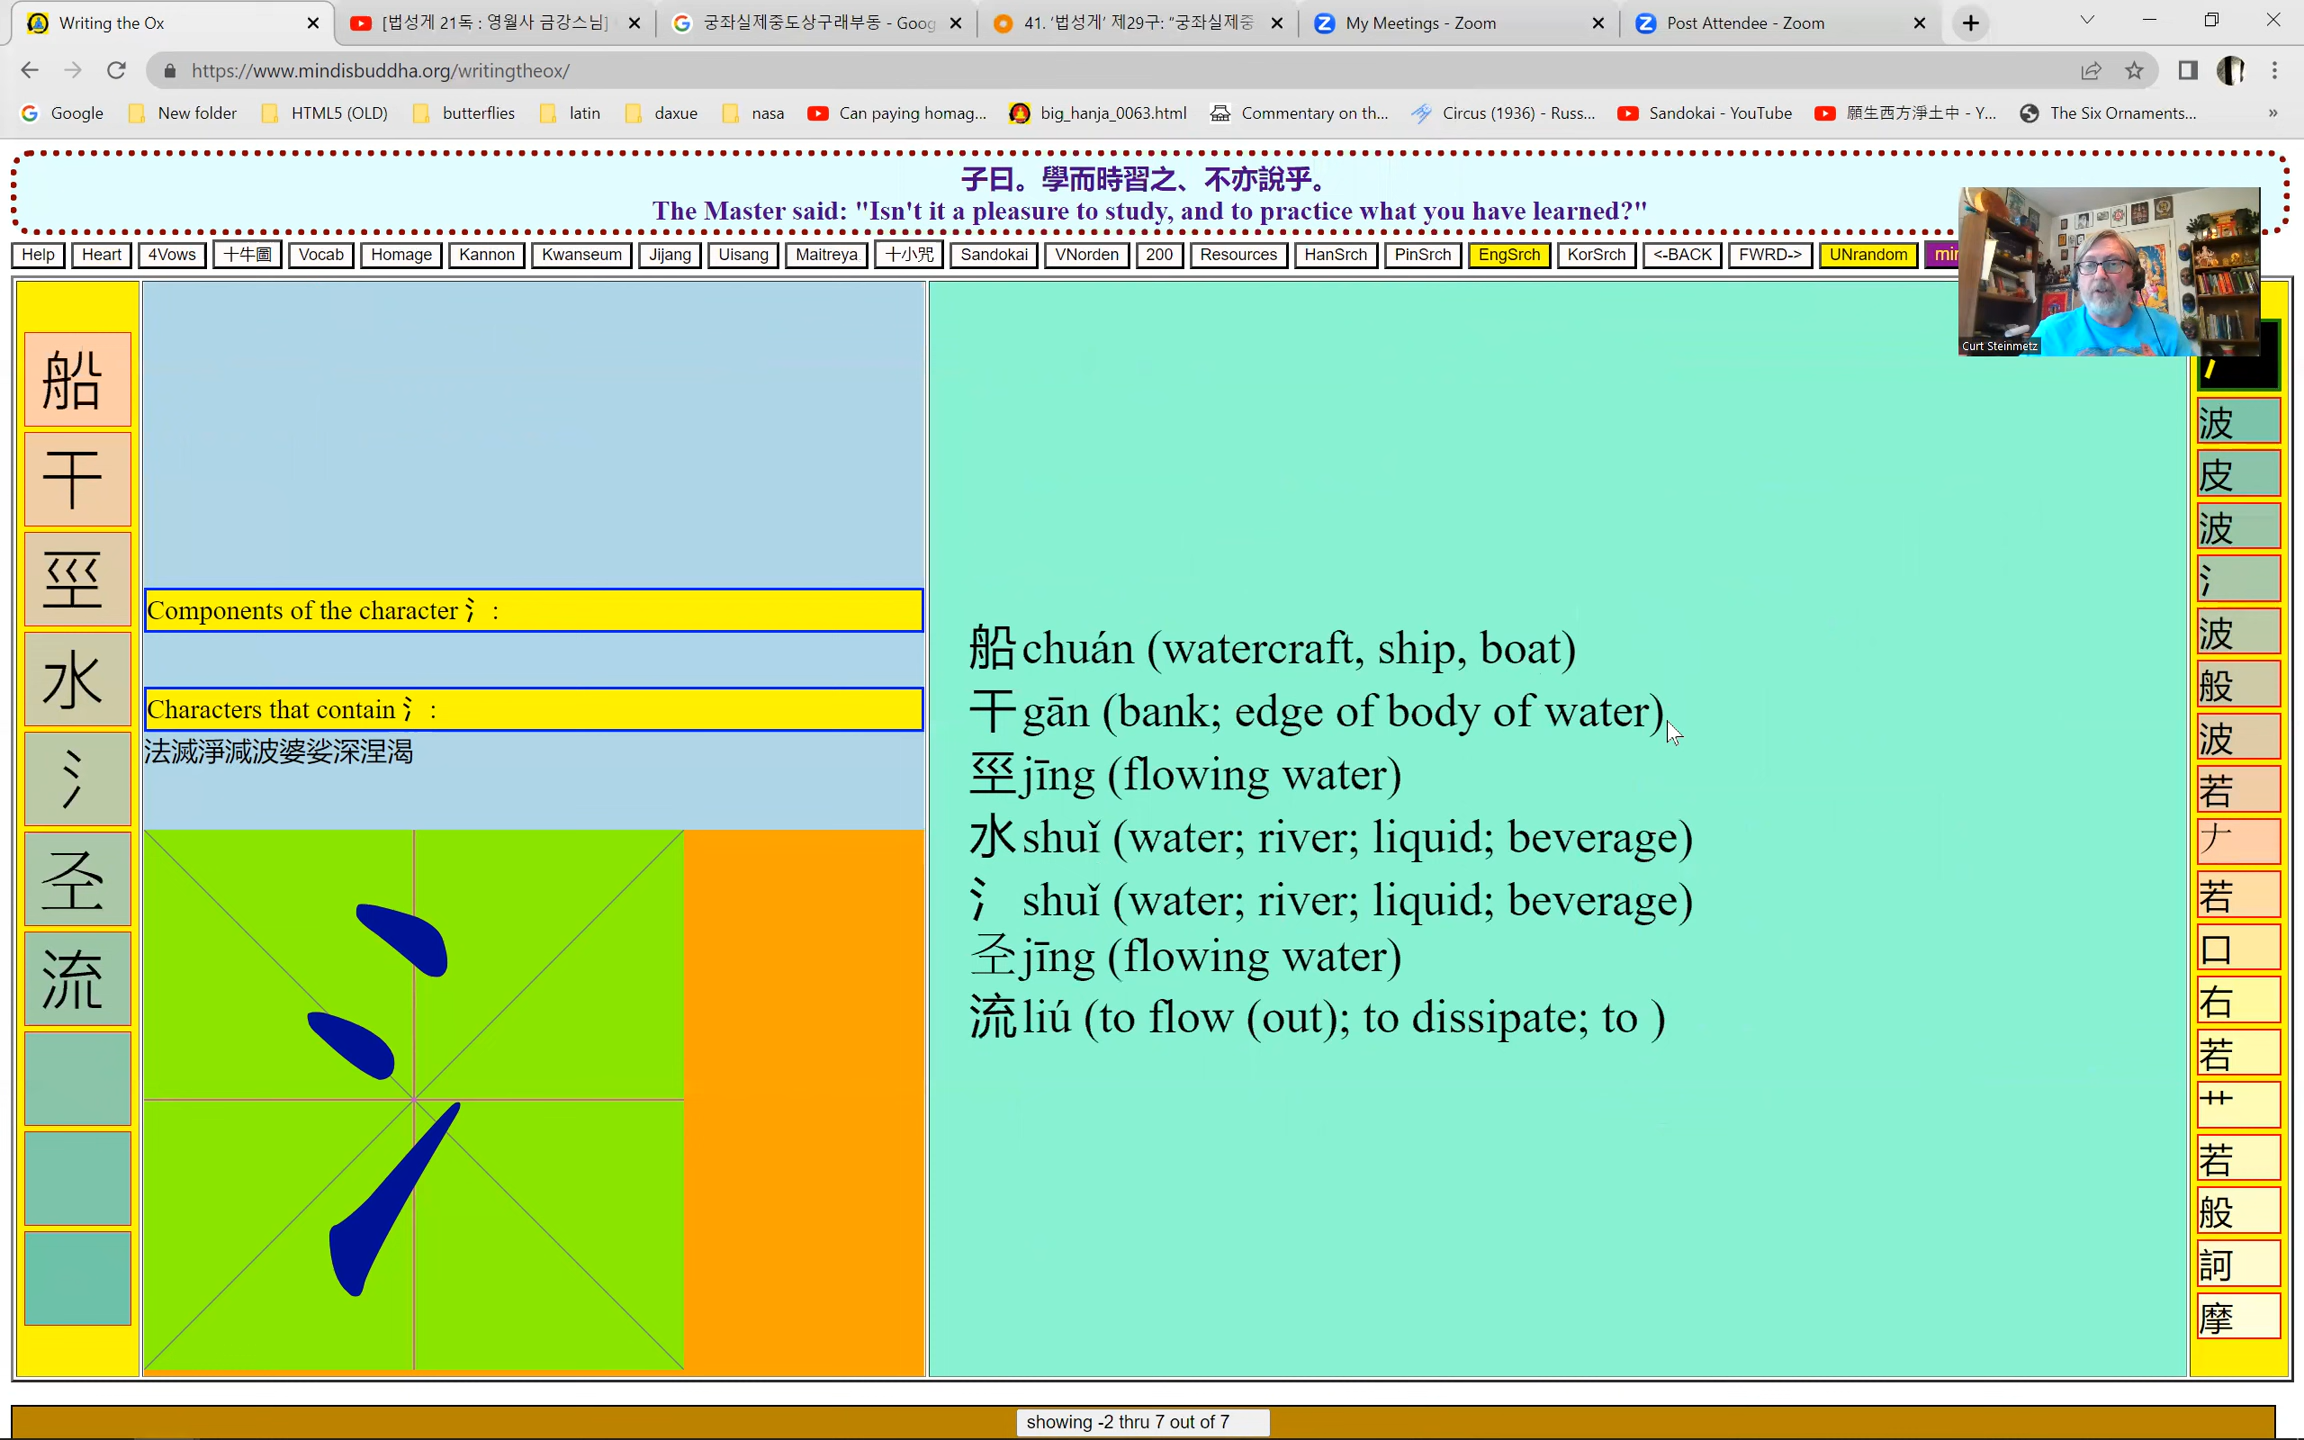 Writing the Ox
[법성게 21독 : 영월사 금강스님]
궁좌실제중도상구래부동 - Goog
41. ‘법성게’ 제29구: “궁좌실제중
My Meetings - Zoom
Post Attendee - Zoom
https://www.mindisbuddha.org/writingtheox/
Google
New folder
HTML5 (OLD)
butterflies
latin
daxue
nasa
Can paying homag...
big_hanja_0063.html
Commentary on th...
Circus (1936) - Russ...
Sandokai - YouTube
願生西方淨土中 - Y...
The Six Ornaments...
»
子曰。學而時習之、不亦說乎。
The Master said: "Isn't it a pleasure to study, and to practice what you have learned?"
Help
Heart
4Vows
十牛圖
Vocab
Homage
Kannon
Kwanseum
Jijang
Uisang
Maitreya
十小咒
Sandokai
VNorden
200
Resources
HanSrch
PinSrch
EngSrch
KorSrch
<-BACK
FWRD->
UNrandom
Curt Steinmetz
船
干
巠
水
氵
圣
流
Components of the character 氵 :
Characters that contain 氵 :
法滅淨減波婆娑深涅渴
船 chuán (watercraft, ship, boat)
干 gān (bank; edge of body of water)
巠 jīng (flowing water)
水 shuǐ (water; river; liquid; beverage)
氵 shuǐ (water; river; liquid; beverage)
圣 jīng (flowing water)
流 liú (to flow (out); to dissipate; to )
波
皮
波
氵
波
般
波
若
𠂇
若
口
右
若
艹
若
般
訶
摩
showing -2 thru 7 out of 7